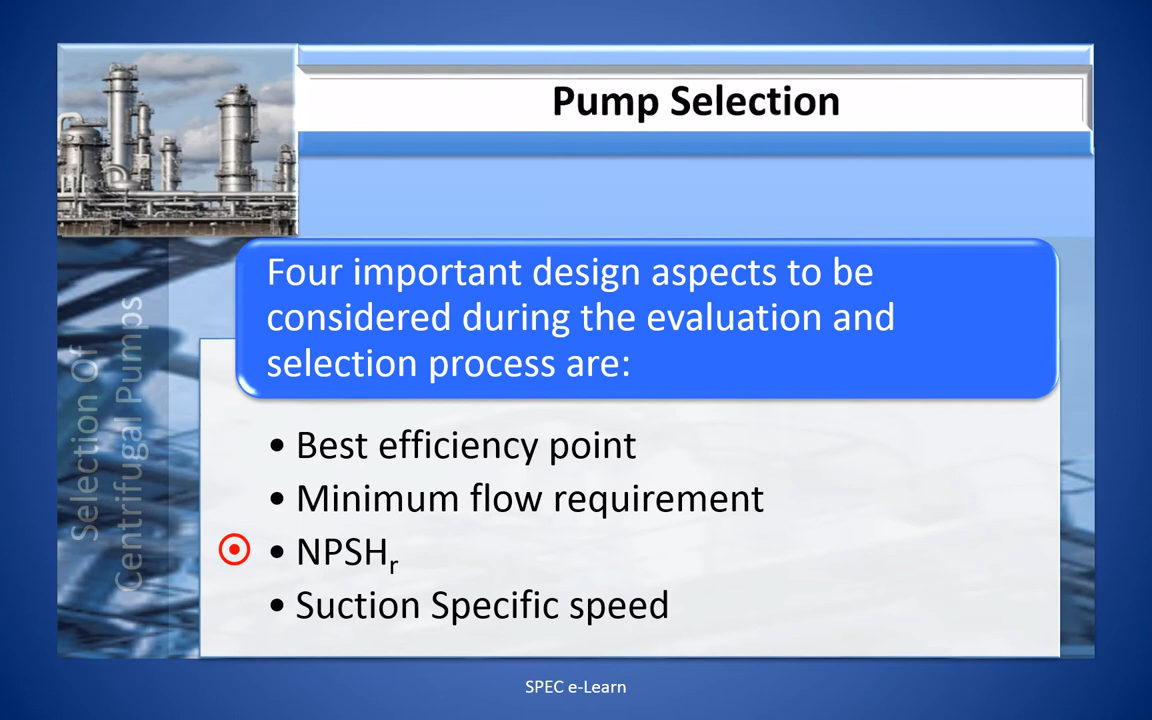 Pump Selection
Four important design aspects to be
considered during the evaluation and
selection process are:
• Best efficiency point
• Minimum flow requirement
• NPSHr
• Suction Specific speed
Selection Of
Centrifugal Pumps
SPEC e-Learn